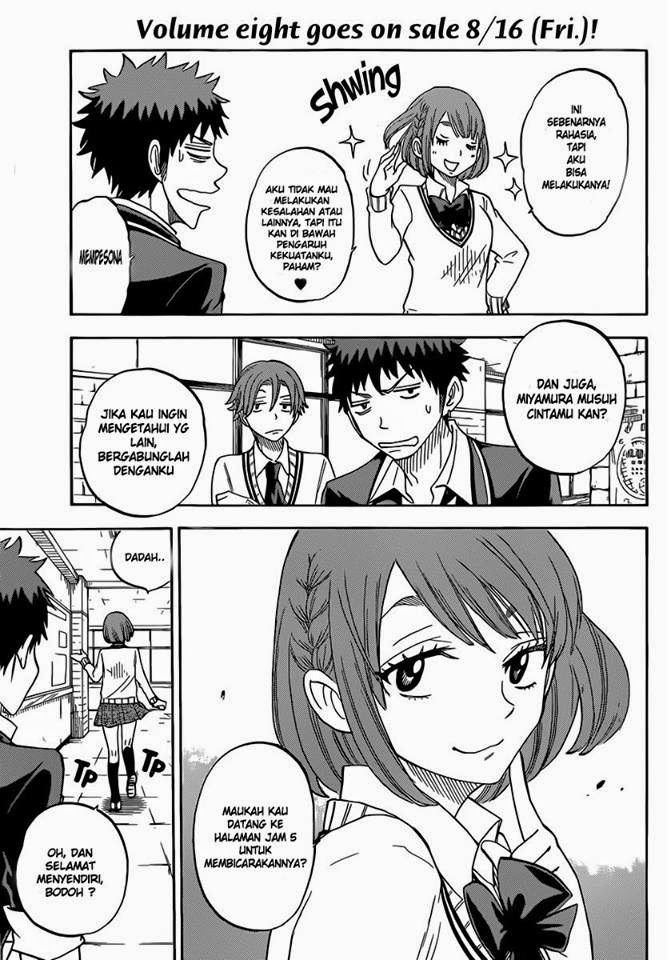 Volume eight goes on sale 8/16 (Fri.)!
INI
SEBENARNYA
RAHASIA,
TAPI
AKU
BISA
MELAKUKANYA!
Shwing
AKU TIDAK MAU
MELAKUKAN
KESALAHAN ATAU
LAINNYA, TAPI ITU
KAN DI BAWAH
PENGARUH
KEKUATANKU,
PAHAM?
♥
MEMPESONA
DAN JUGA,
MIYAMURA MUSUH
CINTAMU KAN?
JIKA KAU INGIN
MENGETAHUI YG
LAIN,
BERGABUNGLAH
DENGANKU
MAUKAH KAU
DATANG KE
HALAMAN JAM 5
UNTUK
MEMBICARAKANNYA?
DADAH..
TP
TP
OH, DAN
SELAMAT
MENYENDIRI,
BODOH ?